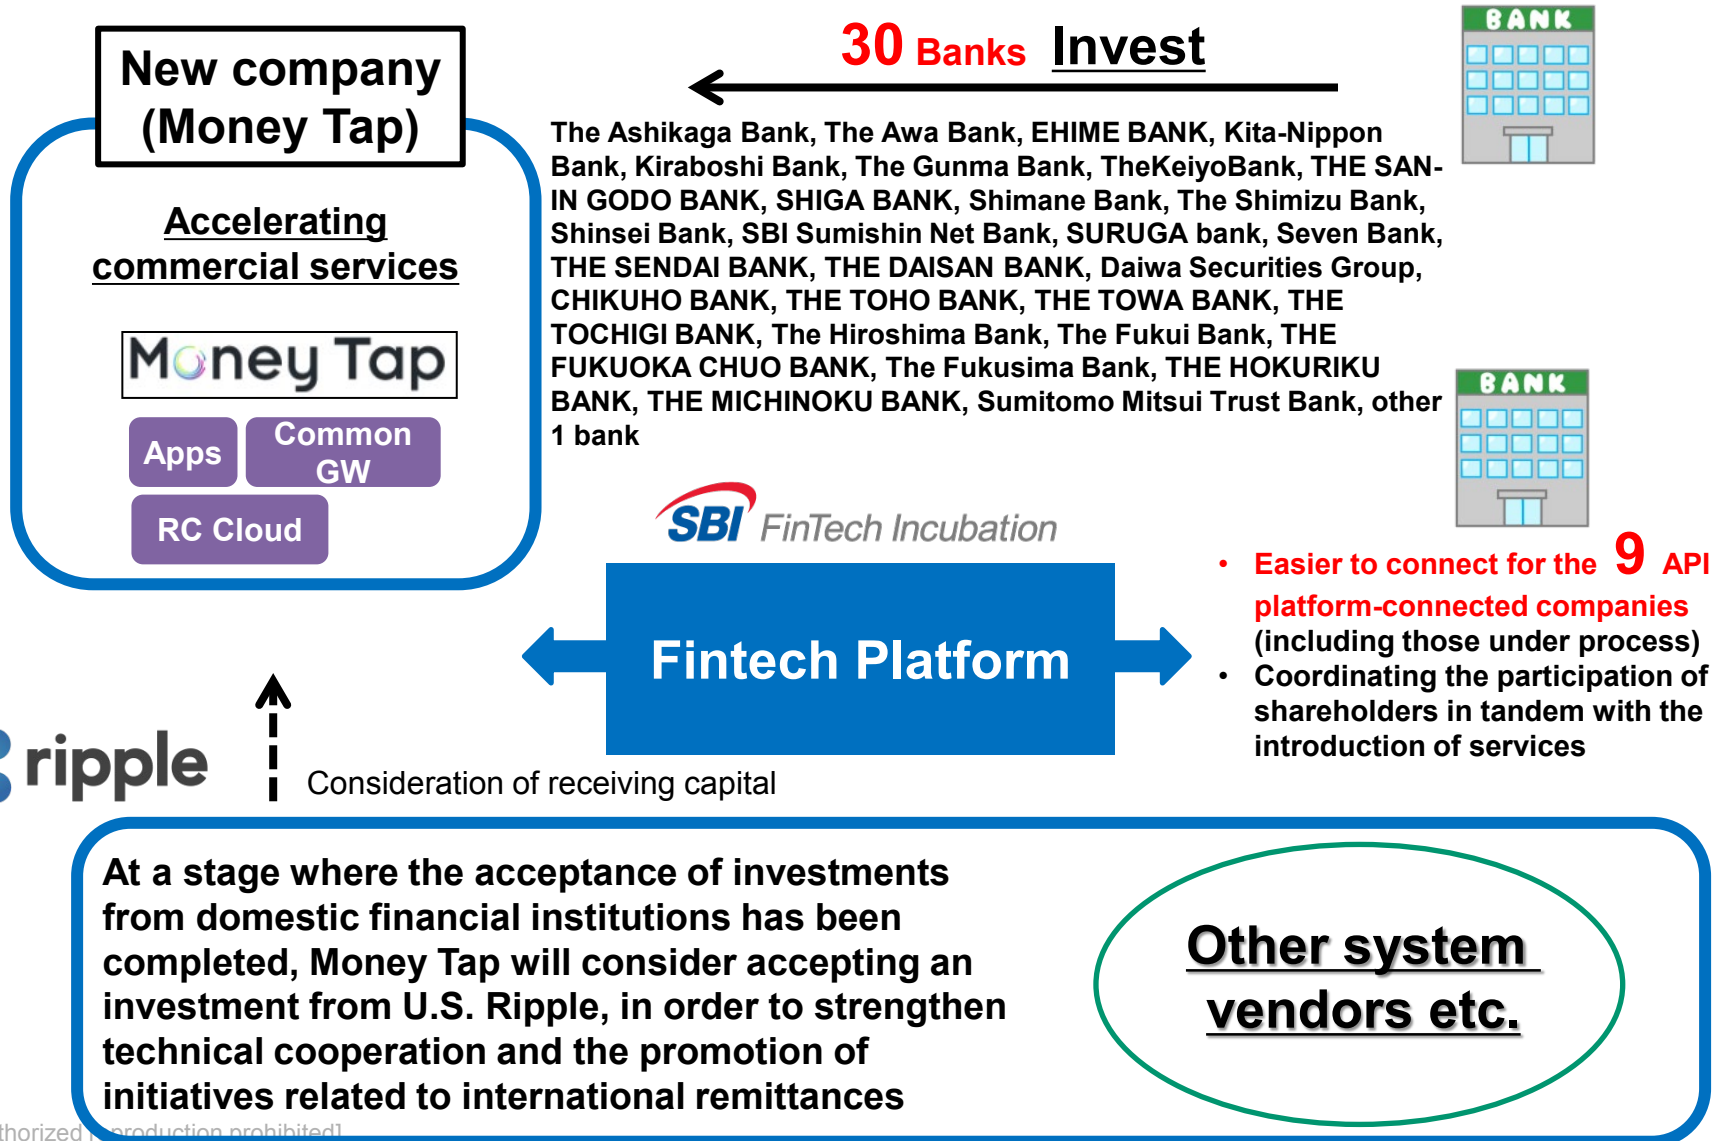 New company
(Money Tap)
30 Banks Invest
BANK
The Ashikaga Bank, The Awa Bank, EHIME BANK, Kita-Nippon
Bank, Kiraboshi Bank, The Gunma Bank, TheKeiyoBank, THE SAN-
IN GODO BANK, SHIGA BANK, Shimane Bank, The Shimizu Bank,
Shinsei Bank, SBI Sumishin Net Bank, SURUGA bank, Seven Bank,
THE SENDAI BANK, THE DAISAN BANK, Daiwa Securities Group,
CHIKUHO BANK, THE TOHO BANK, THE TOWA BANK, THE
TOCHIGI BANK, The Hiroshima Bank, The Fukui Bank, THE
FUKUOKA CHUO BANK, The Fukusima Bank, THE HOKURIKU
BANK, THE MICHINOKU BANK, Sumitomo Mitsui Trust Bank, other
1 bank
Accelerating
commercial services
Money Tap
Apps
Common
GW
RC Cloud
BANK
SBI FinTech Incubation
Fintech Platform
• Easier to connect for the 9 API
platform-connected companies
(including those under process)
• Coordinating the participation of
shareholders in tandem with the
introduction of services
ripple
Consideration of receiving capital
At a stage where the acceptance of investments
from domestic financial institutions has been
completed, Money Tap will consider accepting an
investment from U.S. Ripple, in order to strengthen
technical cooperation and the promotion of
initiatives related to international remittances
Other system
vendors etc.
prohibited]